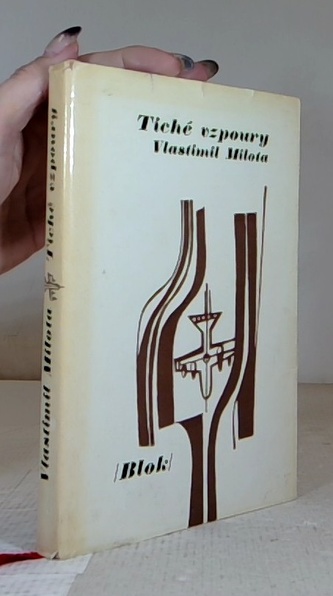 Tiché vzpoury
Vlastimil Milota
/Blok/
Vlastimil Milota Tiché vzpoury